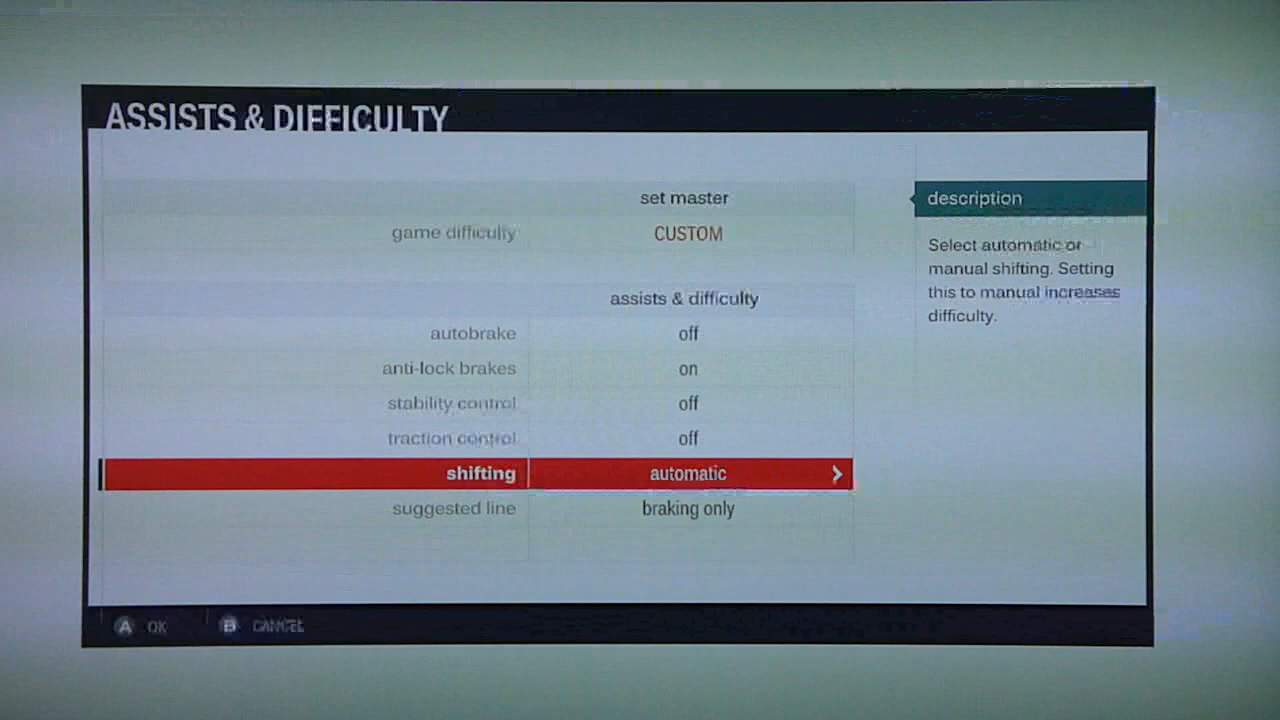 ASSISTS & DIFFICULTY
set master
game difficulty CUSTOM
assists & difficulty
autobrake off
anti-lock brakes on
stability control off
traction control off
shifting automatic
suggested line braking only
description
Select automatic or
manual shifting. Setting
this to manual increases
difficulty.
A OK B CANCEL